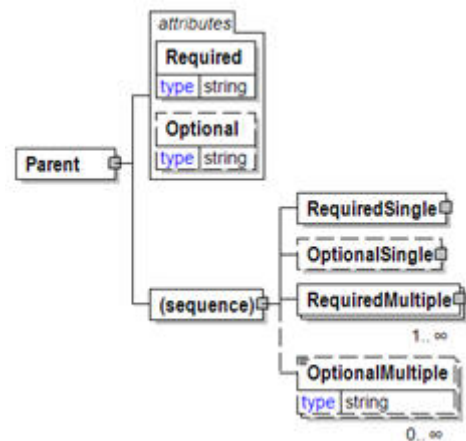 attributes
Required
type string
Optional
type string
Parent
RequiredSingle
OptionalSingle
(sequence)
RequiredMultiple
1.. ∞
OptionalMultiple
type string
0.. ∞